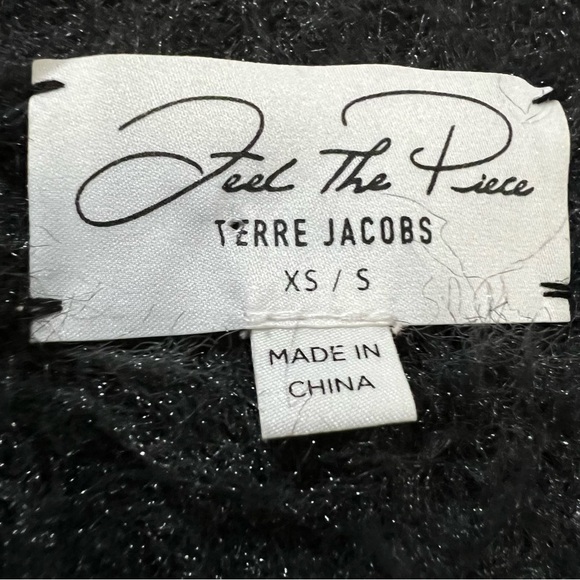 Feel The Piece
TERRE JACOBS
XS / S
MADE IN
CHINA